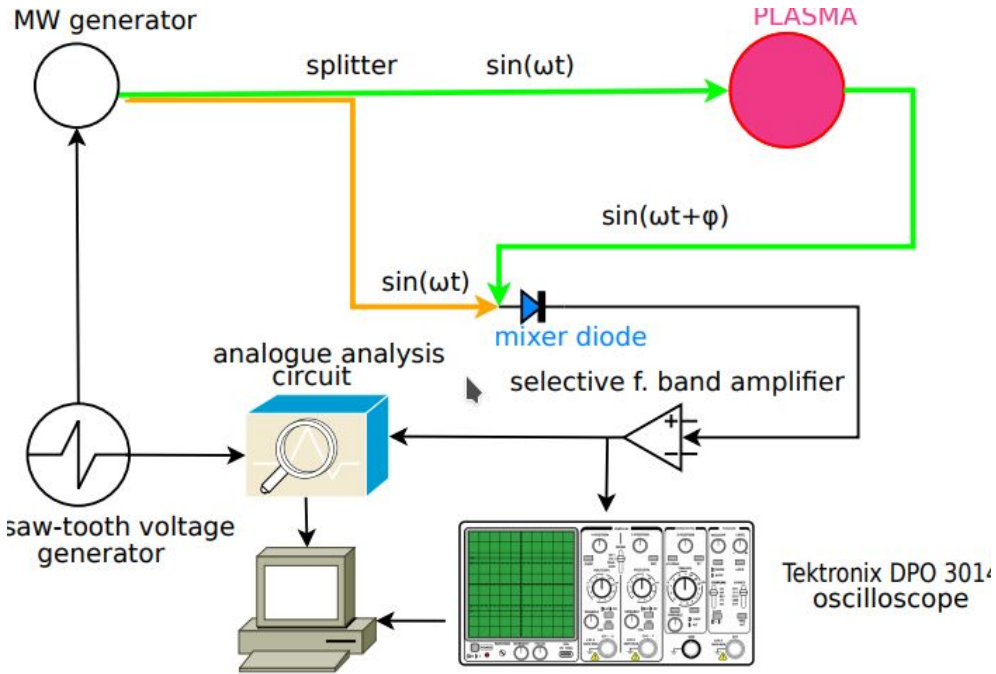 MW generator
PLASMA
splitter
sin(ωt)
sin(ωt+φ)
sin(ωt)
mixer diode
analogue analysis
circuit
selective f. band amplifier
saw-tooth voltage
generator
Tektronix DPO 3014
oscilloscope